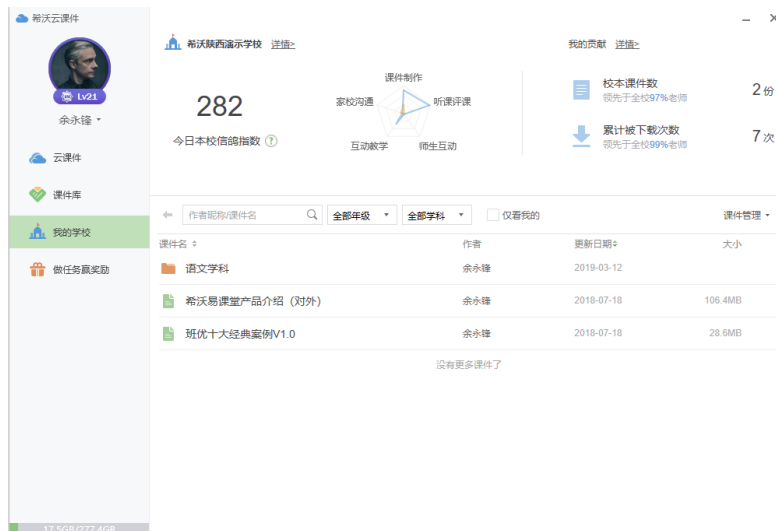 希沃云课件
Lv21
余永锋
云课件
课件库
我的学校
做任务赢奖励
17.5GB/277.4GB
希沃陕西演示学校 详情>
282
今日本校信鸽指数 ?
课件制作
家校沟通 听课评课
互动教学 师生互动
我的贡献 详情>
校本课件数 2份
领先于全校97%老师
累计被下载次数 7次
领先于全校99%老师
作者昵称/课件名 全部年级 全部学科 仅看我的 课件管理
课件名 作者 更新日期 大小
语文学科 余永锋 2019-03-12
希沃易课堂产品介绍（对外） 余永锋 2018-07-18 106.4MB
班优十大经典案例V1.0 余永锋 2018-07-18 28.6MB
没有更多课件了